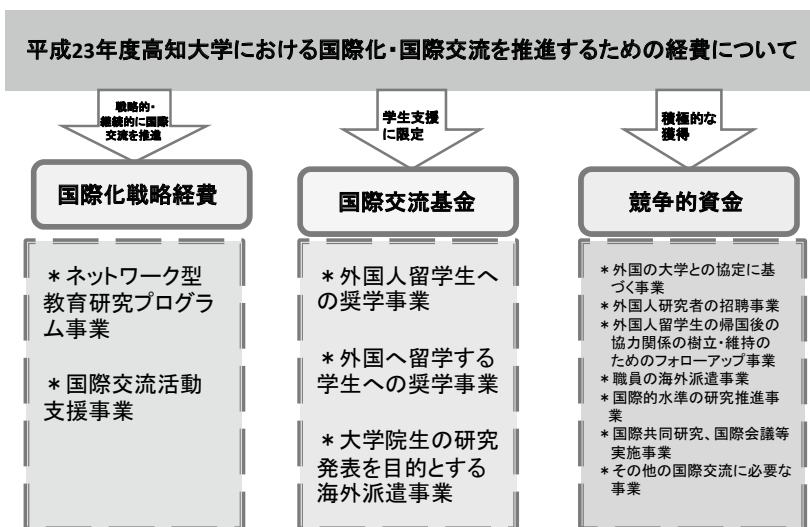 平成23年度高知大学における国際化・国際交流を推進するための経費について
戦略的・
継続的に国際
交流を推進
国際化戦略経費
＊ネットワーク型
教育研究プログラ
ム事業
＊国際交流活動
支援事業
学生支援
に限定
国際交流基金
＊外国人留学生へ
の奨学事業
＊外国へ留学する
学生への奨学事業
＊大学院生の研究
発表を目的とする
海外派遣事業
積極的な
獲得
競争的資金
＊外国の大学との協定に基
づく事業
＊外国人研究者の招聘事業
＊外国人留学生の帰国後の
協力関係の樹立・維持の
ためのフォローアップ事業
＊職員の海外派遣事業
＊国際的水準の研究推進事
業
＊国際共同研究、国際会議等
実施事業
＊その他の国際交流に必要な
事業